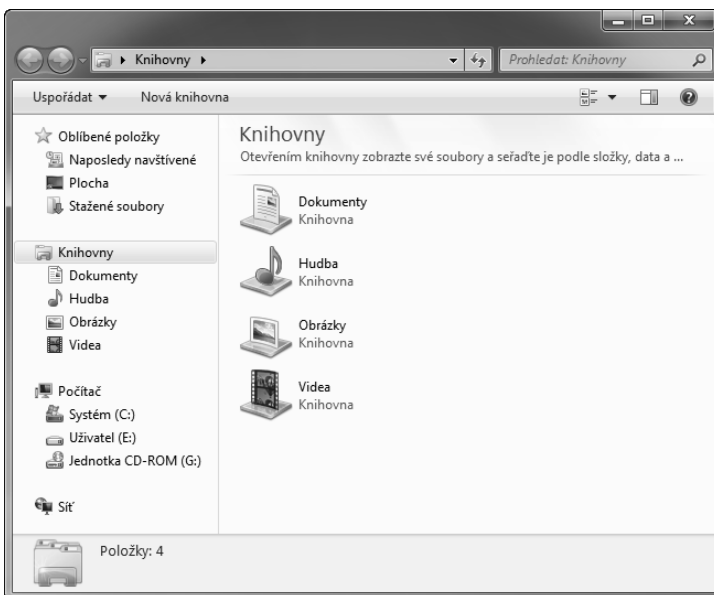 Knihovny
Prohledat: Knihovny
Uspořádat
Nová knihovna
Oblíbené položky
Naposledy navštívené
Plocha
Stažené soubory
Knihovny
Dokumenty
Hudba
Obrázky
Videa
Počítač
Systém (C:)
Uživatel (E:)
Jednotka CD-ROM (G:)
Síť
Knihovny
Otevřením knihovny zobrazte své soubory a seřaďte je podle složky, data a ...
Dokumenty
Knihovna
Hudba
Knihovna
Obrázky
Knihovna
Videa
Knihovna
Položky: 4